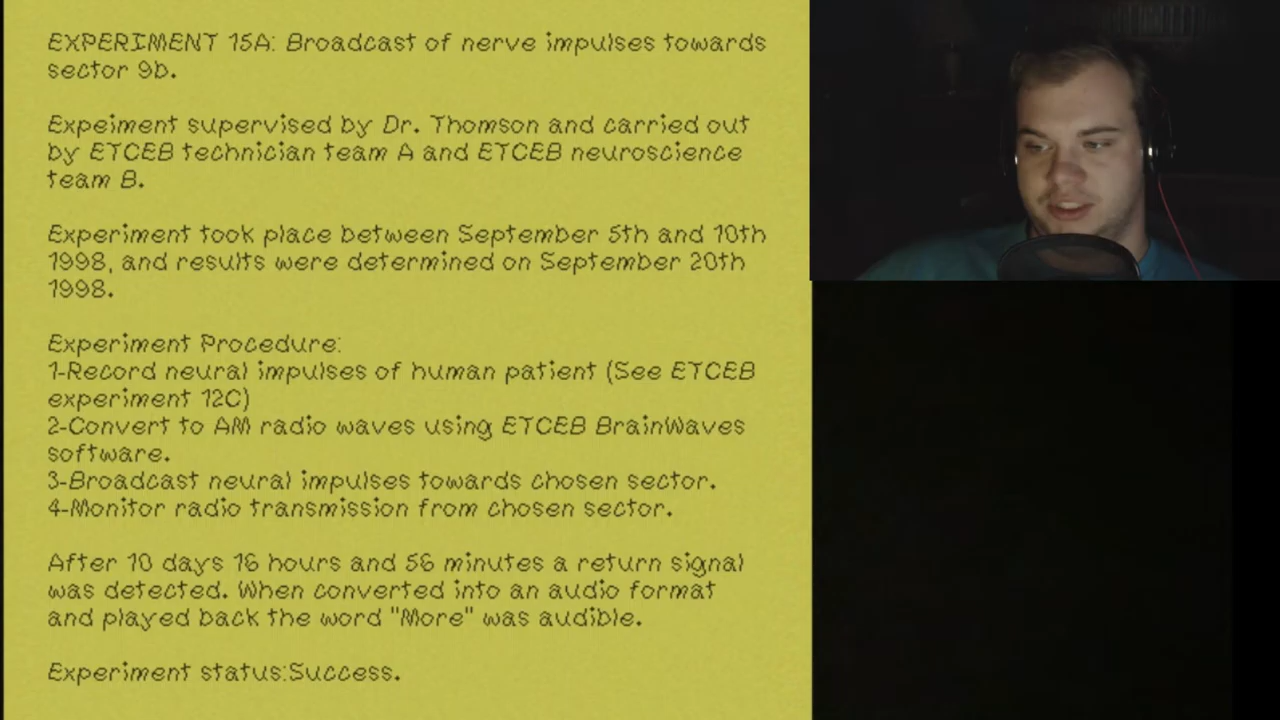 EXPERIMENT 15A: Broadcast of nerve impulses towards
sector 9b.
Expeiment supervised by Dr. Thomson and carried out
by ETCEB technician team A and ETCEB neuroscience
team B.
Experiment took place between September 5th and 10th
1998, and results were determined on September 20th
1998.
Experiment Procedure:
1-Record neural impulses of human patient (See ETCEB
experiment 12C)
2-Convert to AM radio waves using ETCEB BrainWaves
software.
3-Broadcast neural impulses towards chosen sector.
4-Monitor radio transmission from chosen sector.
After 10 days 16 hours and 56 minutes a return signal
was detected. When converted into an audio format
and played back the word "More" was audible.
Experiment status:Success.